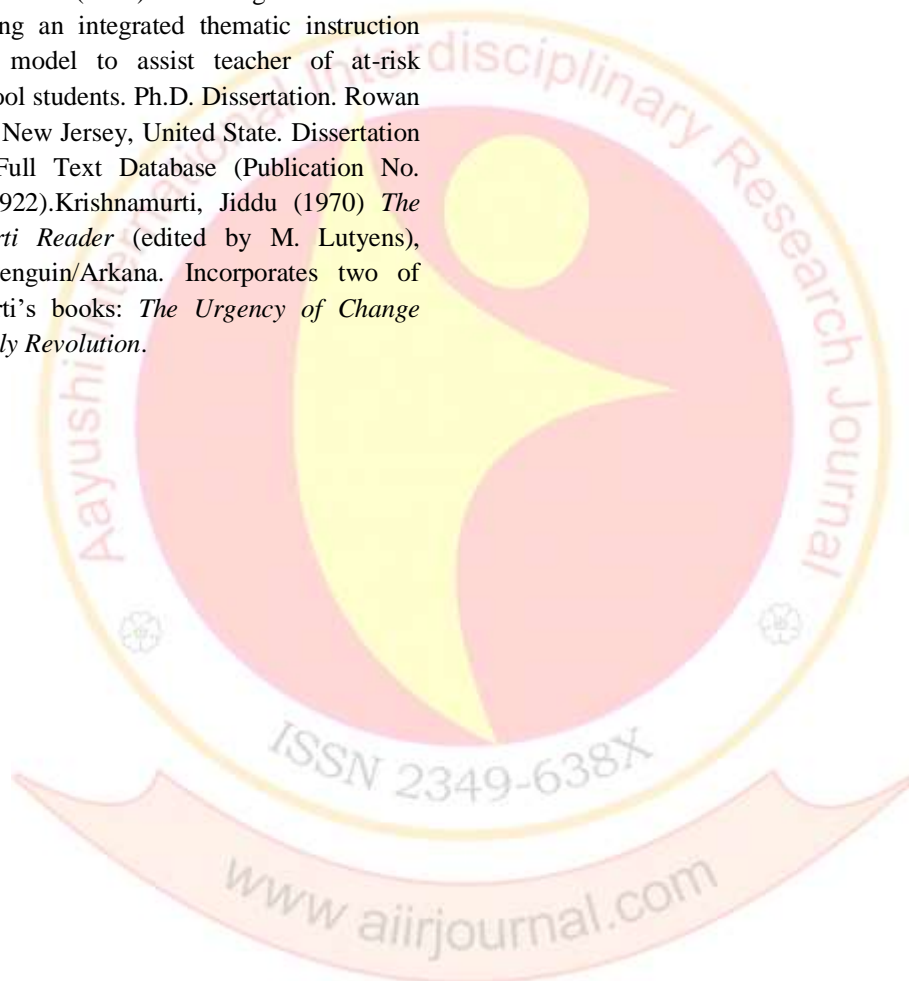 ng an integrated thematic instruction
model to assist teacher of at-risk
ool students. Ph.D. Dissertation. Rowan
New Jersey, United State. Dissertation
Full Text Database (Publication No.
922).Krishnamurti, Jiddu (1970) The
rti Reader (edited by M. Lutyens),
enguin/Arkana. Incorporates two of
rti's books: The Urgency of Change
ly Revolution.
Aayushi International Interdisciplinary Research Journal
ISSN 2349-638X
www aiirjournal.com